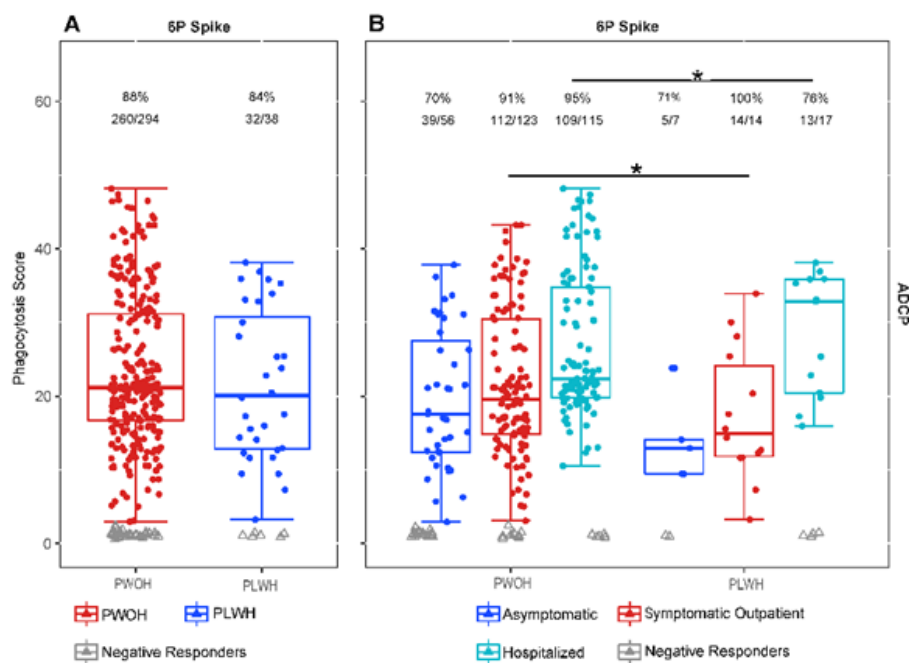 A
6P Spike
B
6P Spike
*
60
88%
84%
70%
91%
95%
71%
100%
76%
260/294
32/38
39/56
112/123
109/115
5/7
14/14
13/17
*
40
Phagocytosis Score
ADCP
20
0
PWOH
PLWH
PWOH
PLWH
PWOH
PLWH
Asymptomatic
Symptomatic Outpatient
Negative Responders
Hospitalized
Negative Responders